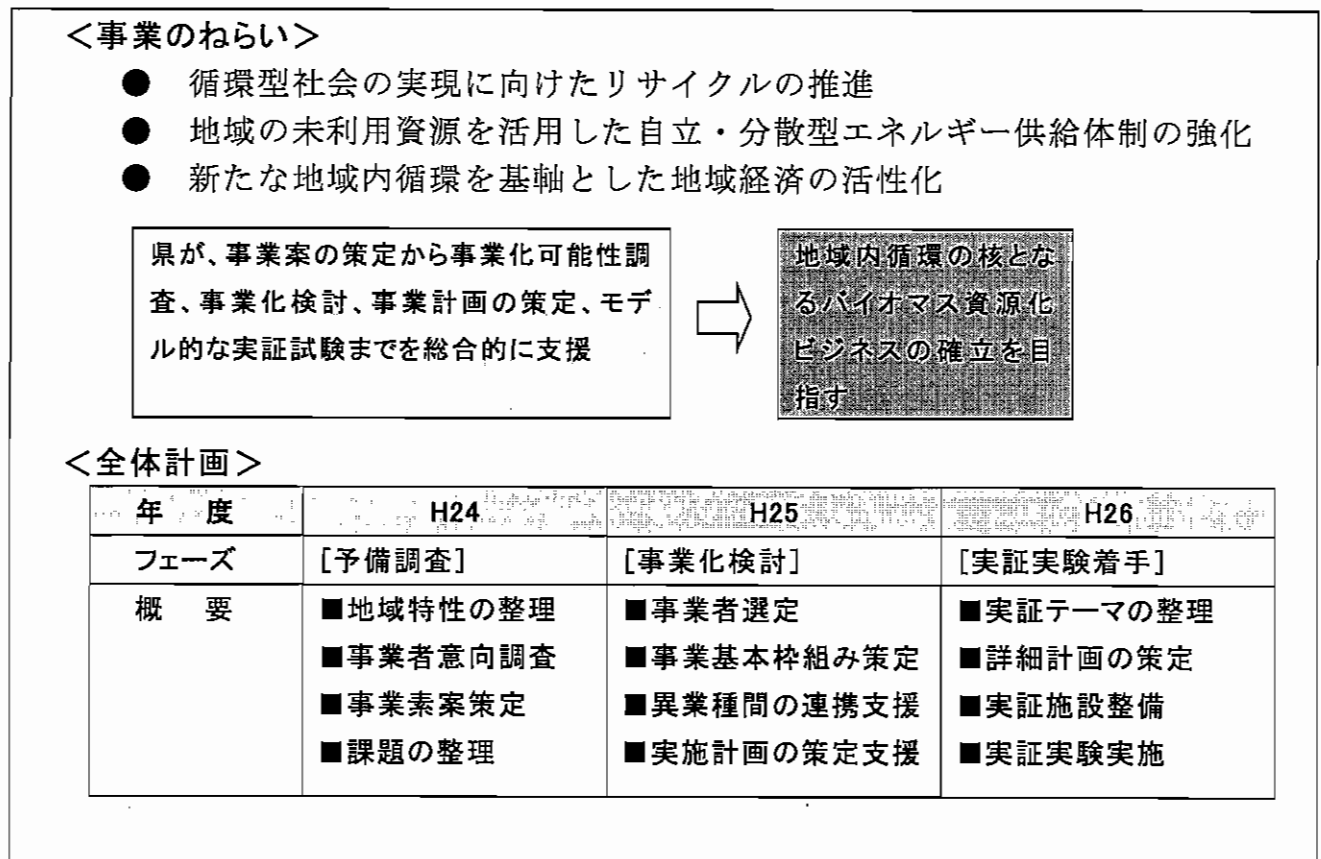 ＜事業のねらい＞
● 循環型社会の実現に向けたリサイクルの推進
● 地域の未利用資源を活用した自立・分散型エネルギー供給体制の強化
● 新たな地域内循環を基軸とした地域経済の活性化
県が、事業案の策定から事業化可能性調
査、事業化検討、事業計画の策定、モデ
ル的な実証試験までを総合的に支援
地域内循環の核とな
るバイオマス資源化
ビジネスの確立を目
指す
＜全体計画＞
年　度 H24 H25 H26
フェーズ ［予備調査］ ［事業化検討］ ［実証実験着手］
概　要 ■地域特性の整理 ■事業者選定 ■実証テーマの整理
■事業者意向調査 ■事業基本枠組み策定 ■詳細計画の策定
■事業素案策定 ■異業種間の連携支援 ■実証施設整備
■課題の整理 ■実施計画の策定支援 ■実証実験実施